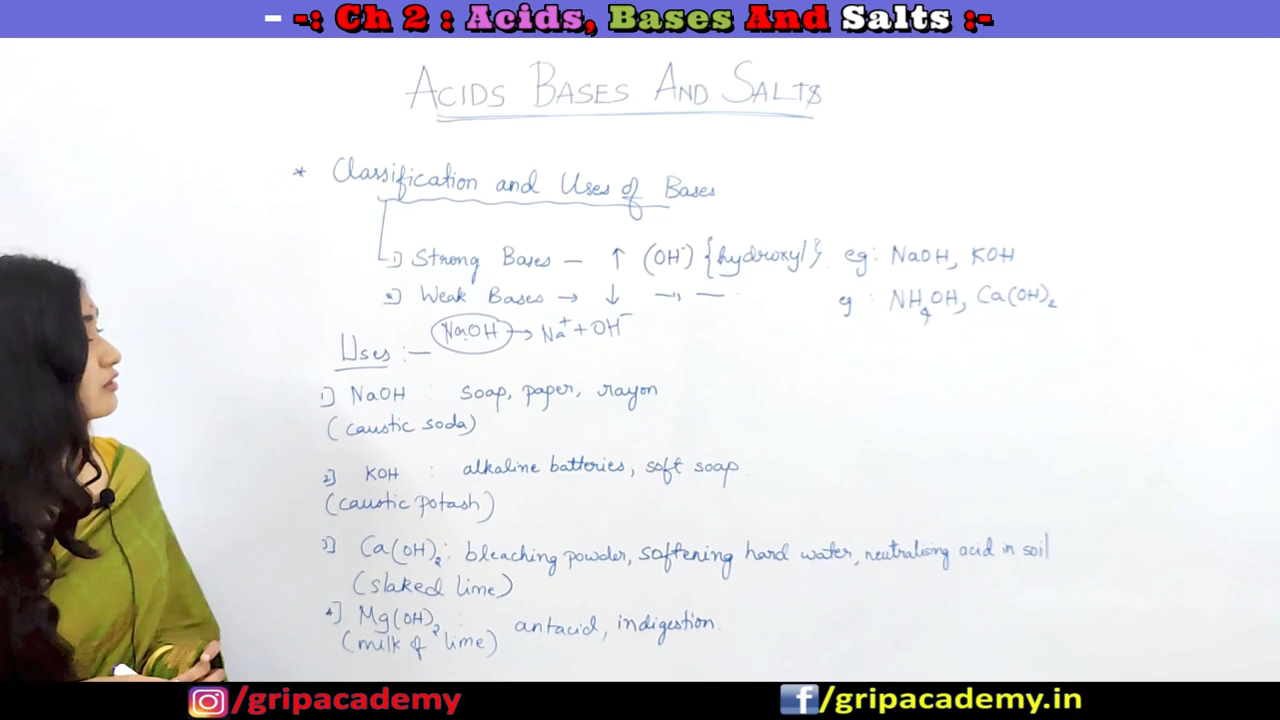 - -: Ch 2 : Acids, Bases And Salts :-
ACIDS BASES AND SALTS
* Classification and Uses of Bases
1) Strong Bases — ↑ (OH⁻) {hydroxyl} eg: NaOH, KOH
2) Weak Bases → ↓ —〃— eg: NH₄OH, Ca(OH)₂
NaOH → Na⁺ + OH⁻
Uses :—
1) NaOH : soap, paper, rayon
(caustic soda)
2) KOH : alkaline batteries, soft soap
(caustic potash)
3) Ca(OH)₂ : bleaching powder, softening hard water, neutralising acid in soil
(slaked lime)
4) Mg(OH)₂ : antacid, indigestion.
(milk of lime)
/gripacademy
f/gripacademy.in